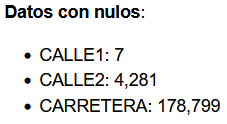 Datos con nulos:
• CALLE1: 7
• CALLE2: 4,281
• CARRETERA: 178,799